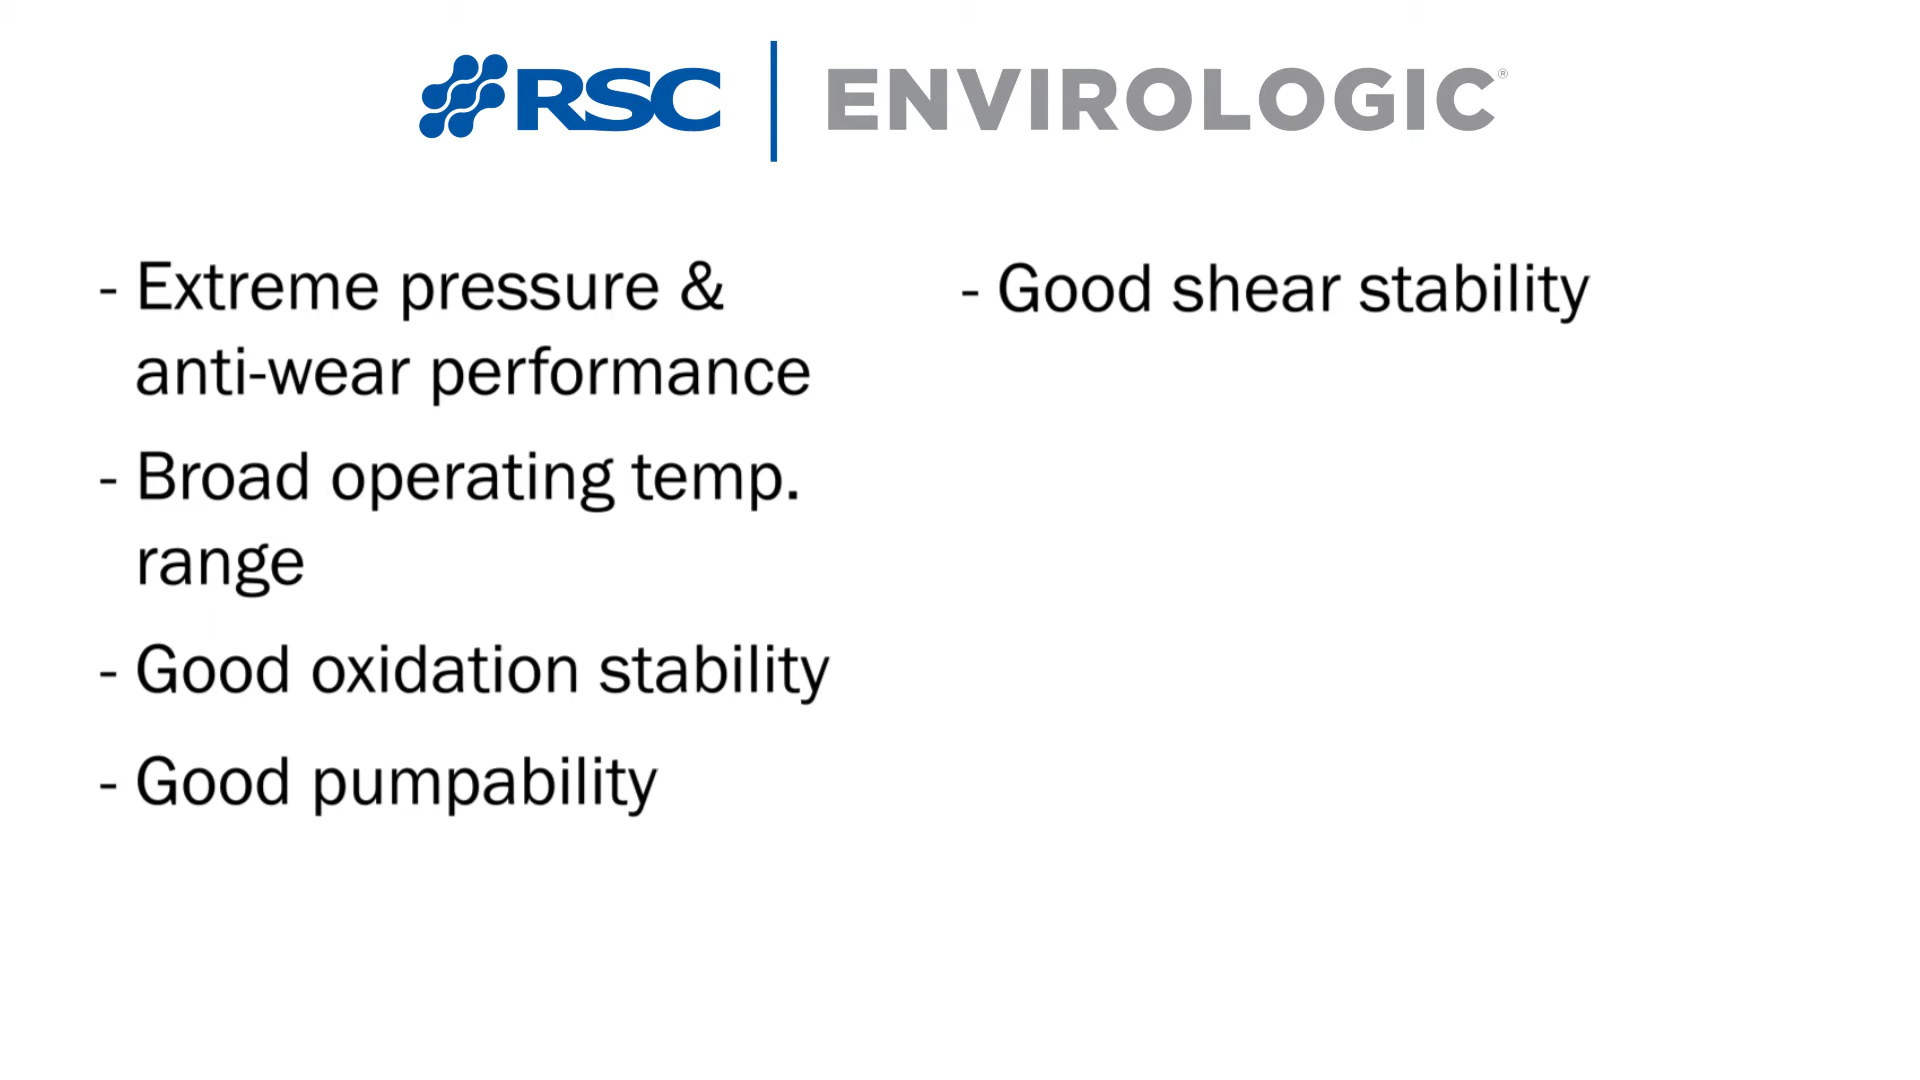 RSC | ENVIROLOGIC®
- Extreme pressure &
anti-wear performance
- Broad operating temp.
range
- Good oxidation stability
- Good pumpability
- Good shear stability